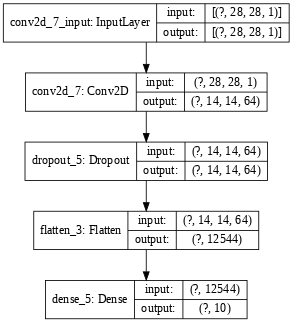 conv2d_7_input: InputLayer
input: [(?, 28, 28, 1)]
output: [(?, 28, 28, 1)]
conv2d_7: Conv2D
input: (?, 28, 28, 1)
output: (?, 14, 14, 64)
dropout_5: Dropout
input: (?, 14, 14, 64)
output: (?, 14, 14, 64)
flatten_3: Flatten
input: (?, 14, 14, 64)
output: (?, 12544)
dense_5: Dense
input: (?, 12544)
output: (?, 10)